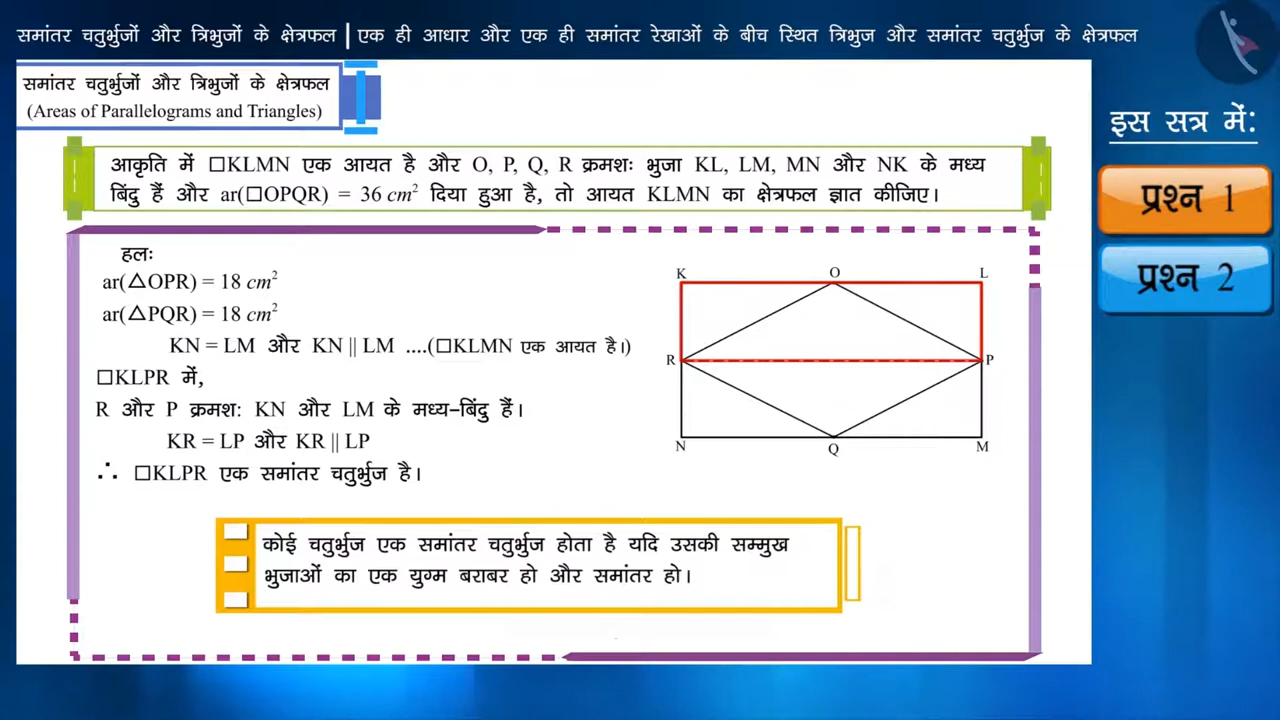 समांतर चतुर्भुजों और त्रिभुजों के क्षेत्रफल | एक ही आधार और एक ही समांतर रेखाओं के बीच स्थित त्रिभुज और समांतर चतुर्भुज के क्षेत्रफल
समांतर चतुर्भुजों और त्रिभुजों के क्षेत्रफल
(Areas of Parallelograms and Triangles)
इस सत्र में:
प्रश्न 1
प्रश्न 2
आकृति में □KLMN एक आयत है और O, P, Q, R क्रमशः भुजा KL, LM, MN और NK के मध्य
बिंदु हैं और ar(□OPQR) = 36 cm² दिया हुआ है, तो आयत KLMN का क्षेत्रफल ज्ञात कीजिए।
हलः
ar(△OPR) = 18 cm²
ar(△PQR) = 18 cm²
KN = LM और KN || LM ....(□KLMN एक आयत है।)
□KLPR में,
R और P क्रमश: KN और LM के मध्य-बिंदु हैं।
KR = LP और KR || LP
∴ □KLPR एक समांतर चतुर्भुज है।
K O L
R P
N Q M
कोई चतुर्भुज एक समांतर चतुर्भुज होता है यदि उसकी सम्मुख
भुजाओं का एक युग्म बराबर हो और समांतर हो।